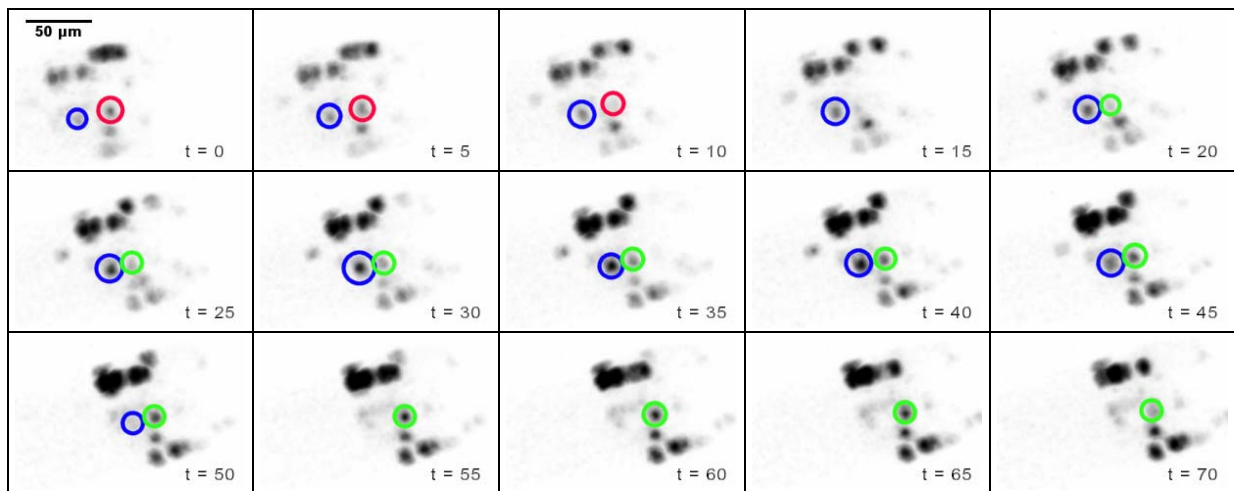 50 µm
t = 0
t = 5
t = 10
t = 15
t = 20
t = 25
t = 30
t = 35
t = 40
t = 45
t = 50
t = 55
t = 60
t = 65
t = 70